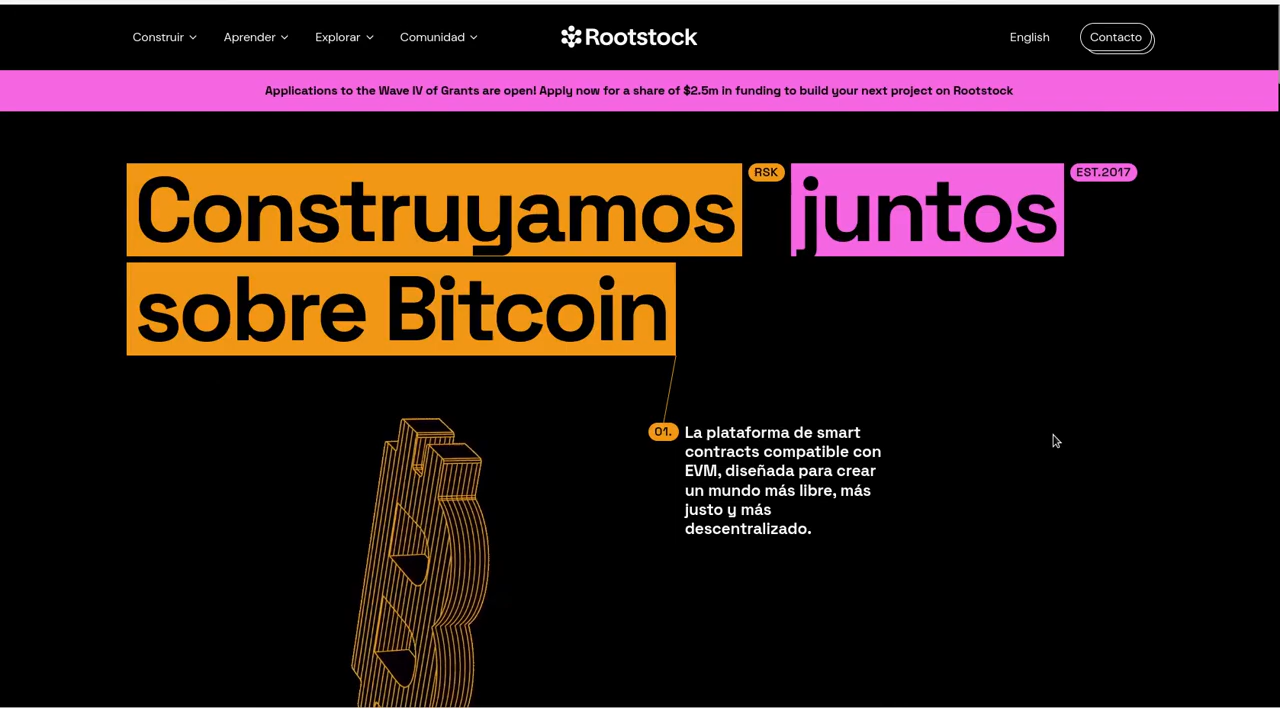 Construir Aprender Explorar Comunidad Rootstock English Contacto
Applications to the Wave IV of Grants are open! Apply now for a share of $2.5m in funding to build your next project on Rootstock
Construyamos RSK juntos EST.2017
sobre Bitcoin
01. La plataforma de smart
contracts compatible con
EVM, diseñada para crear
un mundo más libre, más
justo y más
descentralizado.